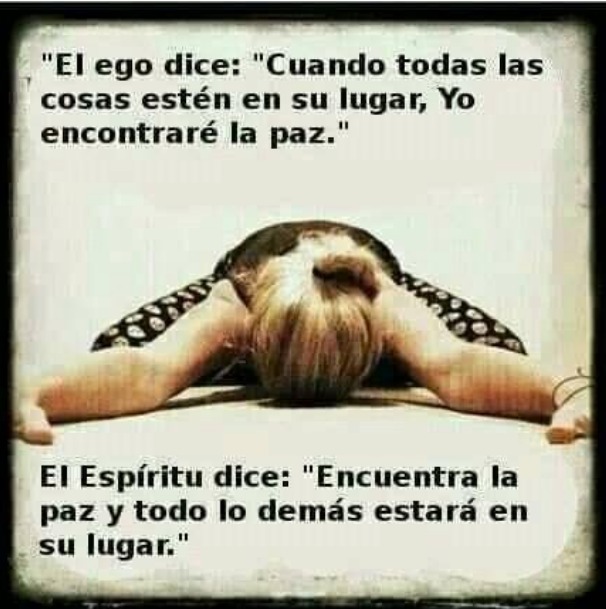 "El ego dice: "Cuando todas las
cosas estén en su lugar, Yo
encontraré la paz."
El Espíritu dice: "Encuentra la
paz y todo lo demás estará en
su lugar."